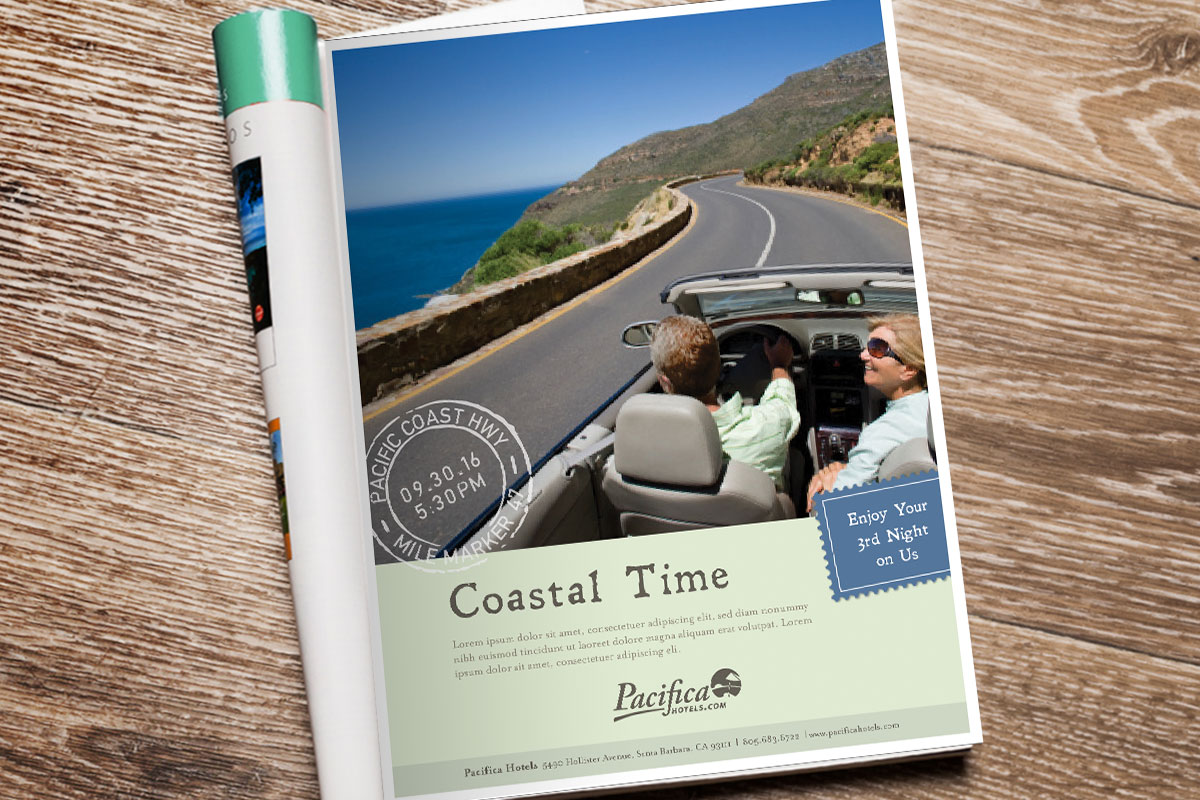 S
OS
PACIFIC COAST HWY
09.30.16
5:30PM
MILE MARKER 47
Enjoy Your
3rd Night
on Us
Coastal Time
Lorem ipsum dolor sit amet, consectetuer adipiscing elit, sed diam nonummy
nibh euismod tincidunt ut laoreet dolore magna aliquam erat volutpat. Lorem
ipsum dolor sit amet, consectetuer adipiscing eli.
Pacifica
HOTELS.COM
Pacifica Hotels 5490 Hollister Avenue, Santa Barbara, CA 93111 | 805.683.6722 | www.pacificahotels.com